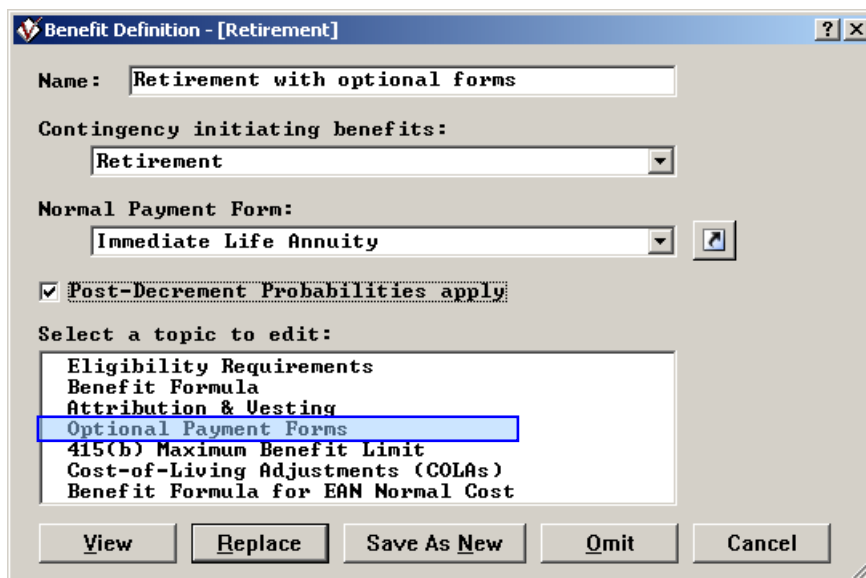 Benefit Definition - [Retirement]
Name: Retirement with optional forms
Contingency initiating benefits:
Retirement
Normal Payment Form:
Immediate Life Annuity
Post-Decrement Probabilities apply
Select a topic to edit:
Eligibility Requirements
Benefit Formula
Attribution & Vesting
Optional Payment Forms
415(b) Maximum Benefit Limit
Cost-of-Living Adjustments (COLAs)
Benefit Formula for EAN Normal Cost
View Replace Save As New Omit Cancel